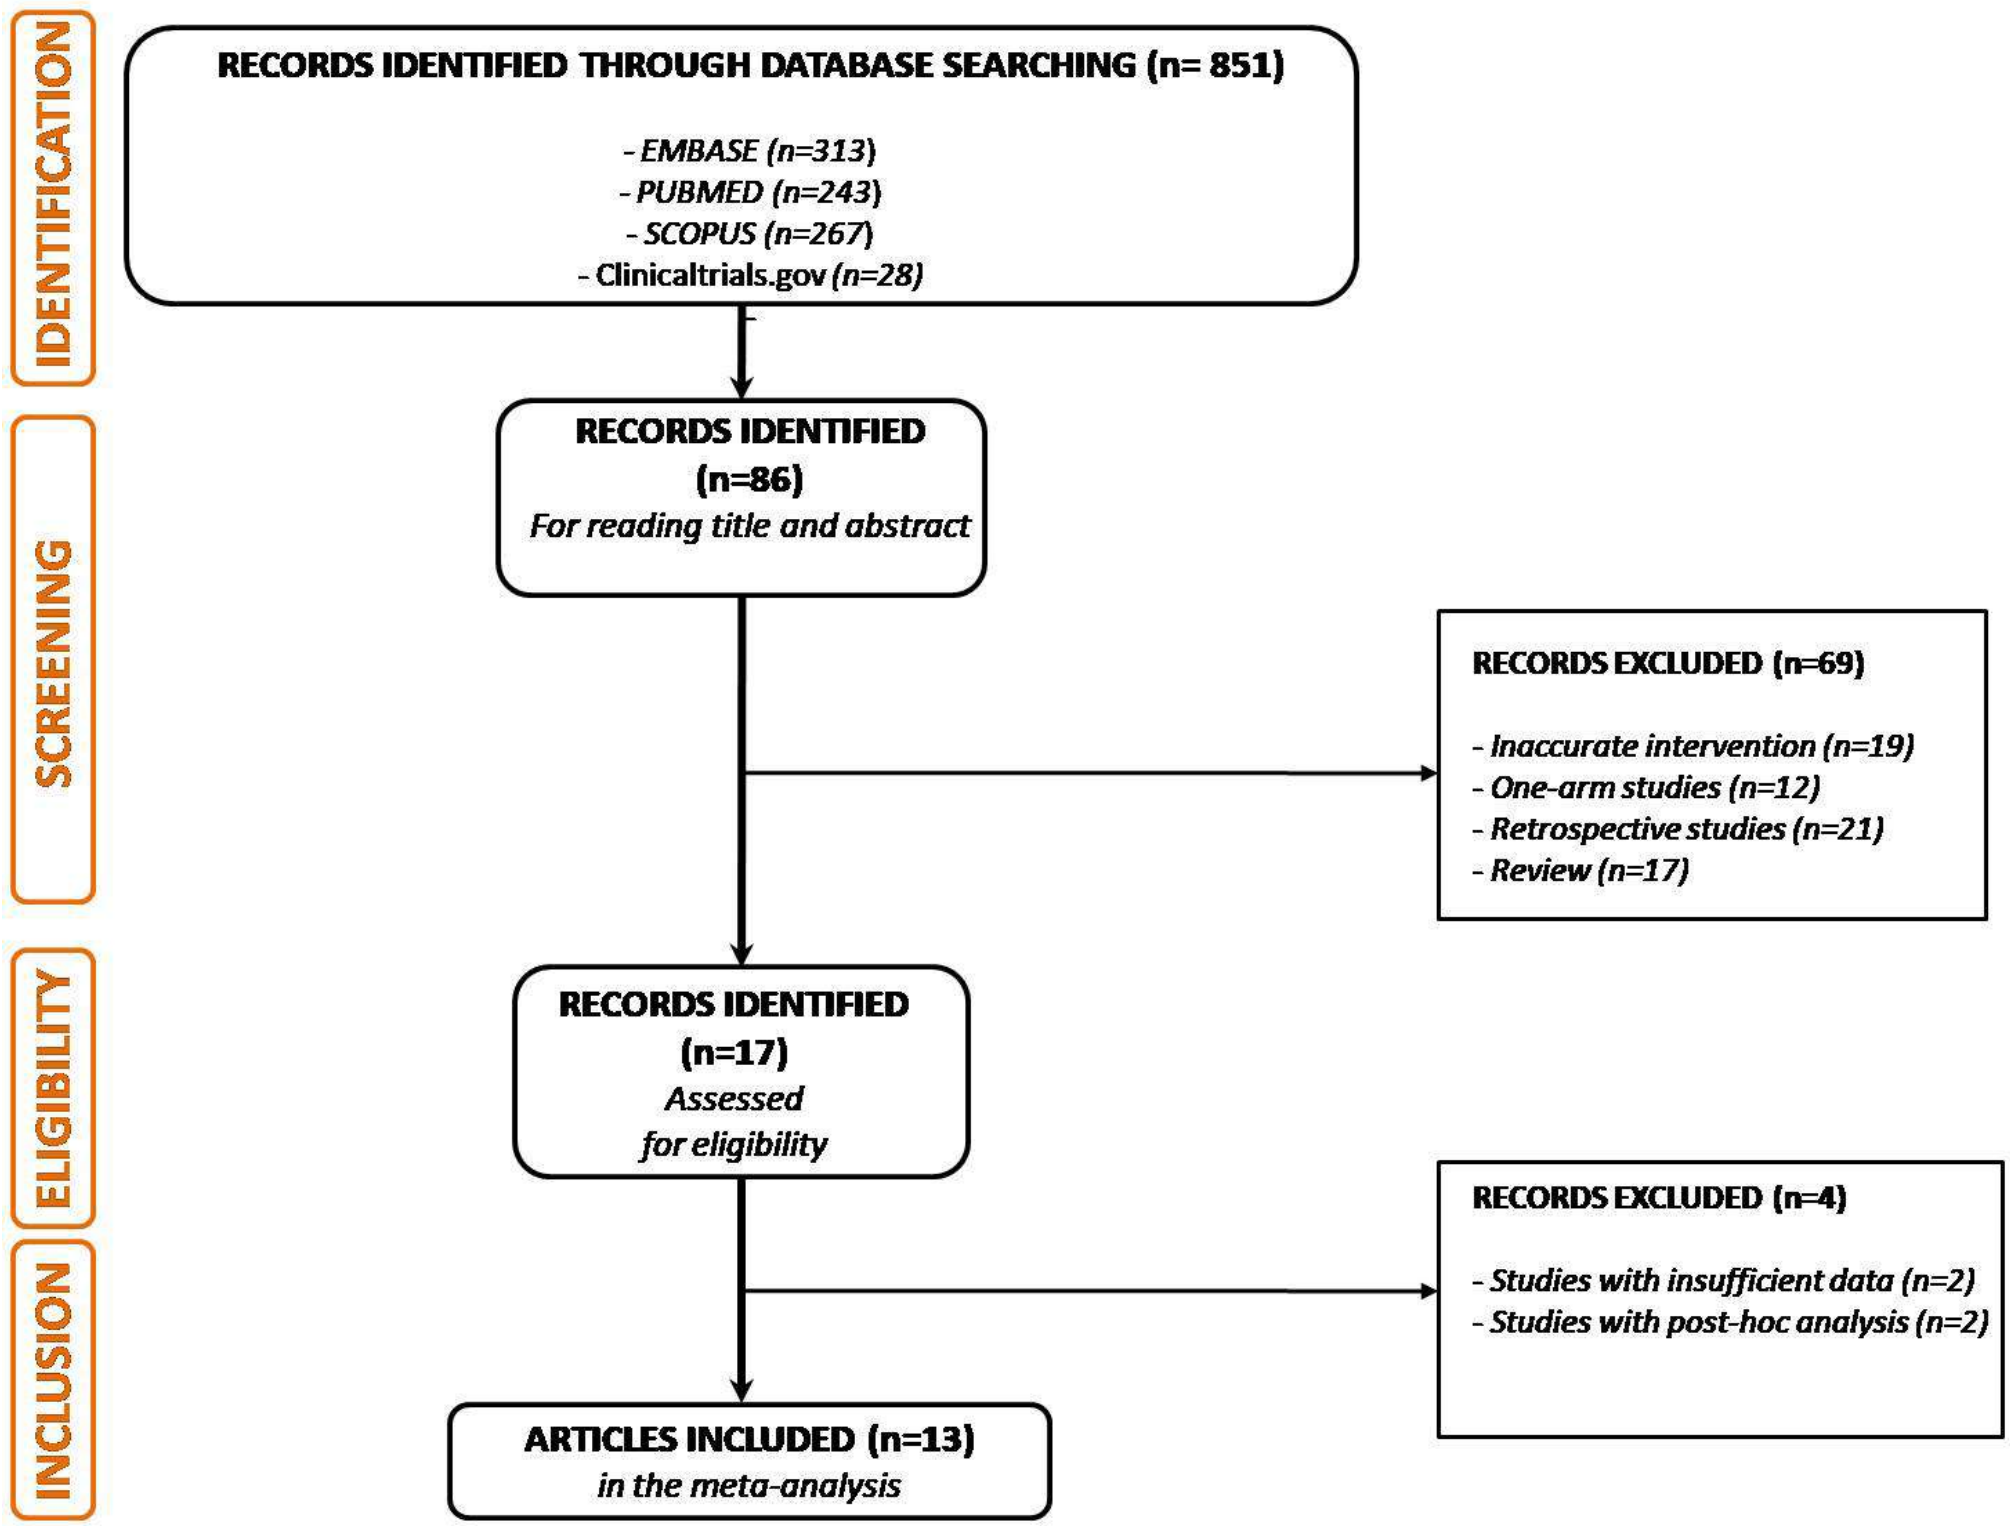 IDENTIFICATION
RECORDS IDENTIFIED THROUGH DATABASE SEARCHING (n= 851)
- EMBASE (n=313)
- PUBMED (n=243)
- SCOPUS (n=267)
- Clinicaltrials.gov (n=28)
-
SCREENING
RECORDS IDENTIFIED
(n=86)
For reading title and abstract
RECORDS EXCLUDED (n=69)
- Inaccurate intervention (n=19)
- One-arm studies (n=12)
- Retrospective studies (n=21)
- Review (n=17)
ELIGIBILITY
RECORDS IDENTIFIED
(n=17)
Assessed
for eligibility
RECORDS EXCLUDED (n=4)
- Studies with insufficient data (n=2)
- Studies with post-hoc analysis (n=2)
INCLUSION
ARTICLES INCLUDED (n=13)
in the meta-analysis